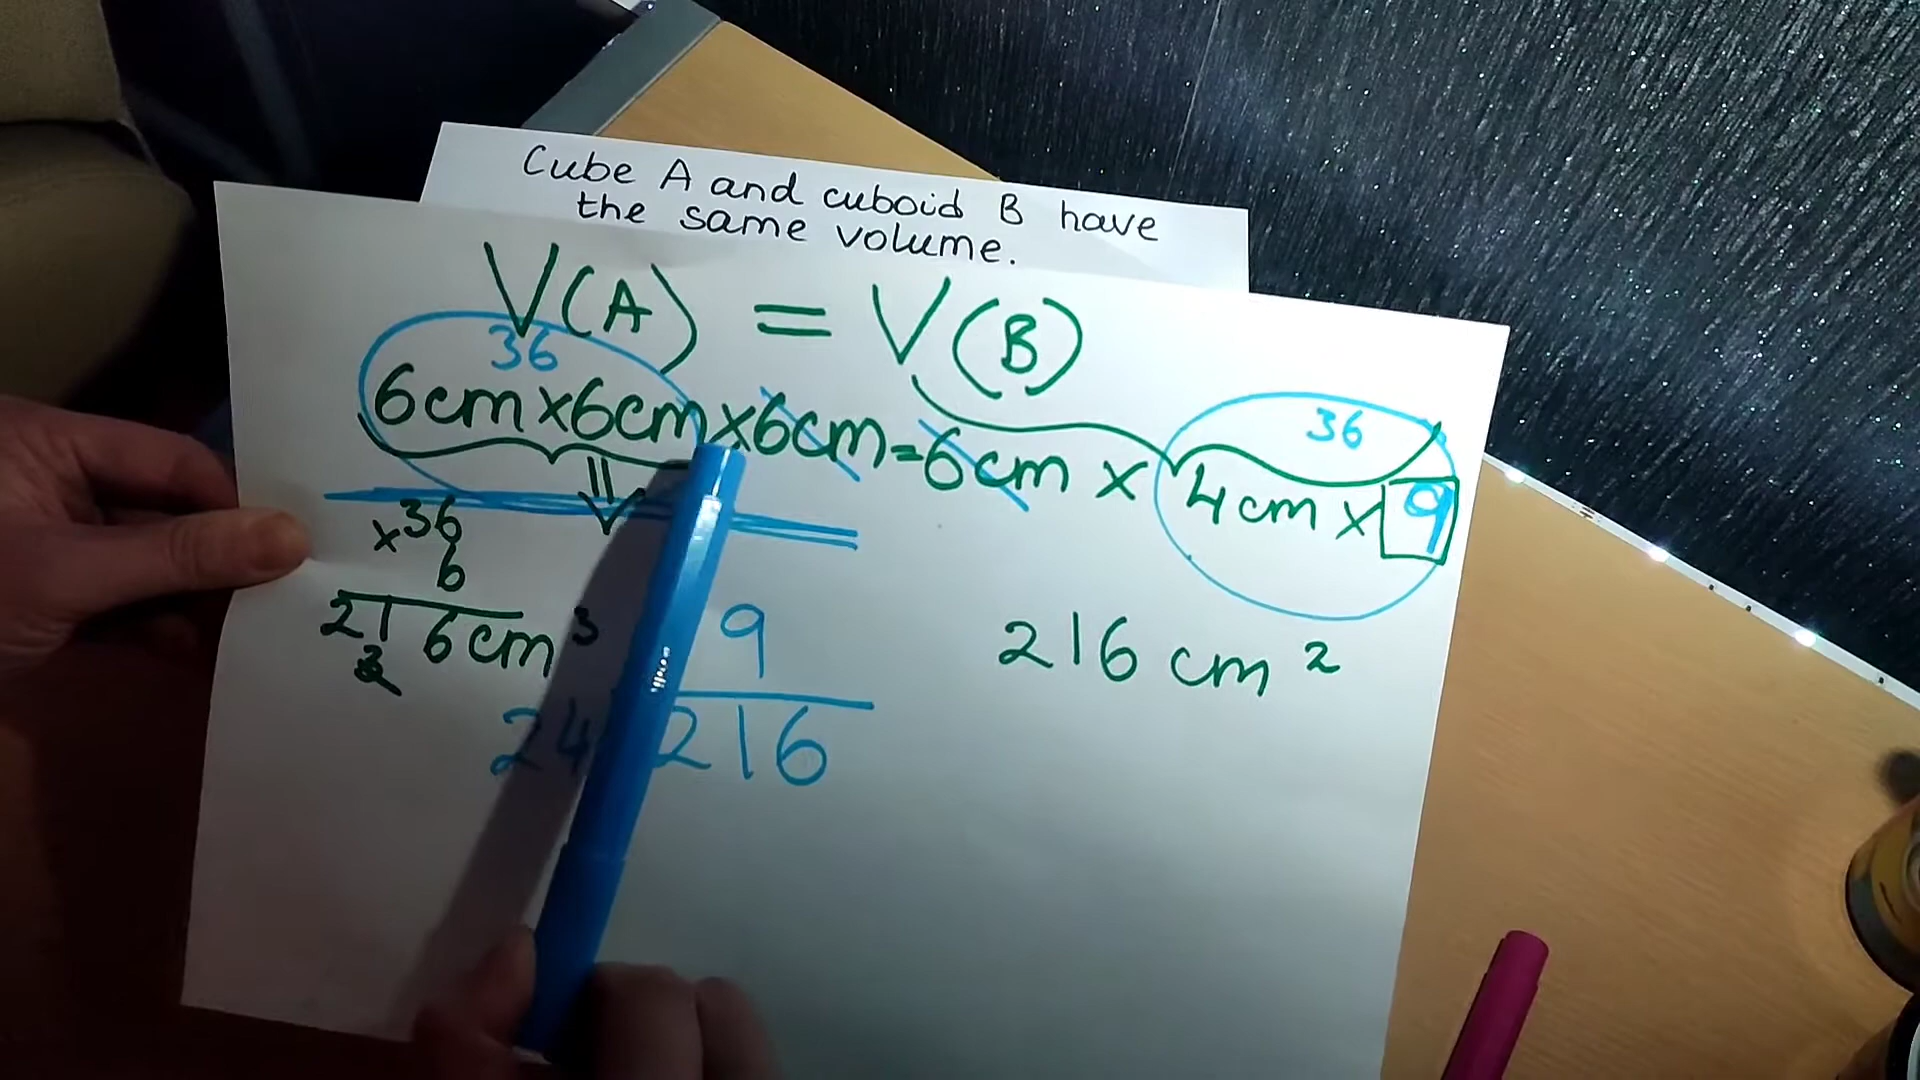 Cube A and cuboid B have
the same volume.
V(A) = V(B)
36
36
6cm x 6cm x 6cm = 6cm x 4cm x 9
x36
6
216cm³
2
9
24 216
216 cm²